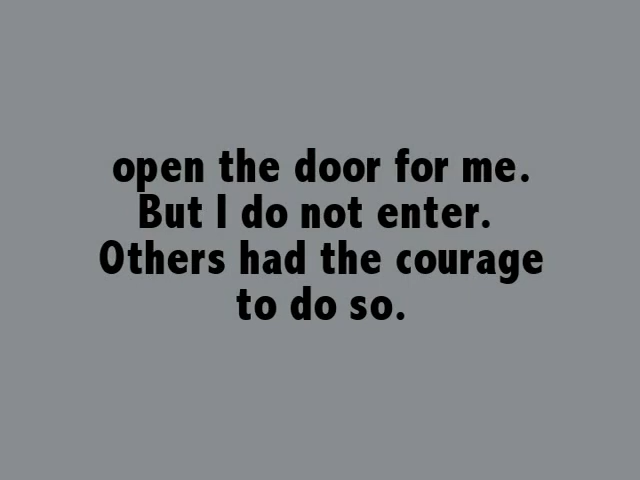 open the door for me.
But I do not enter.
Others had the courage
to do so.